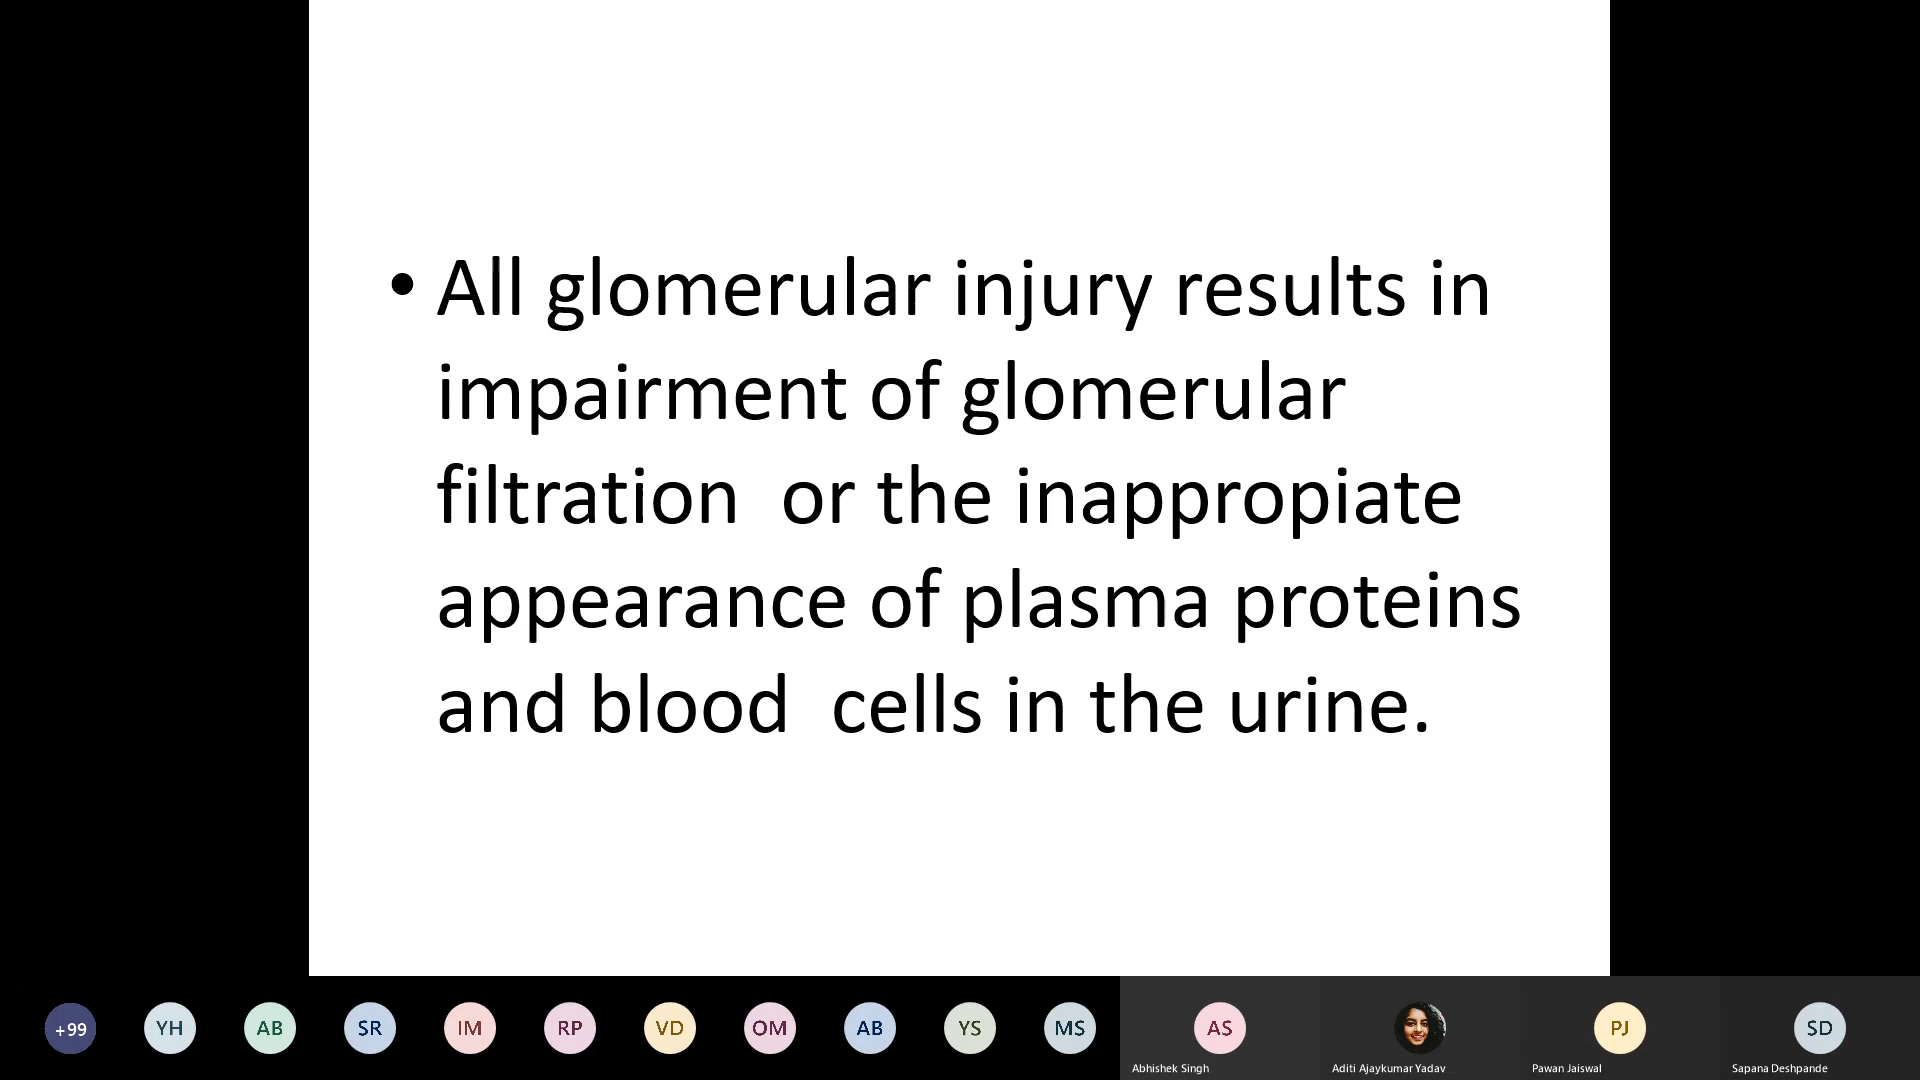 • All glomerular injury results in
impairment of glomerular
filtration  or the inappropiate
appearance of plasma proteins
and blood  cells in the urine.
+99
YH
AB
SR
IM
RP
VD
OM
AB
YS
MS
AS
PJ
SD
Abhishek Singh
Aditi Ajaykumar Yadav
Pawan Jaiswal
Sapana Deshpande